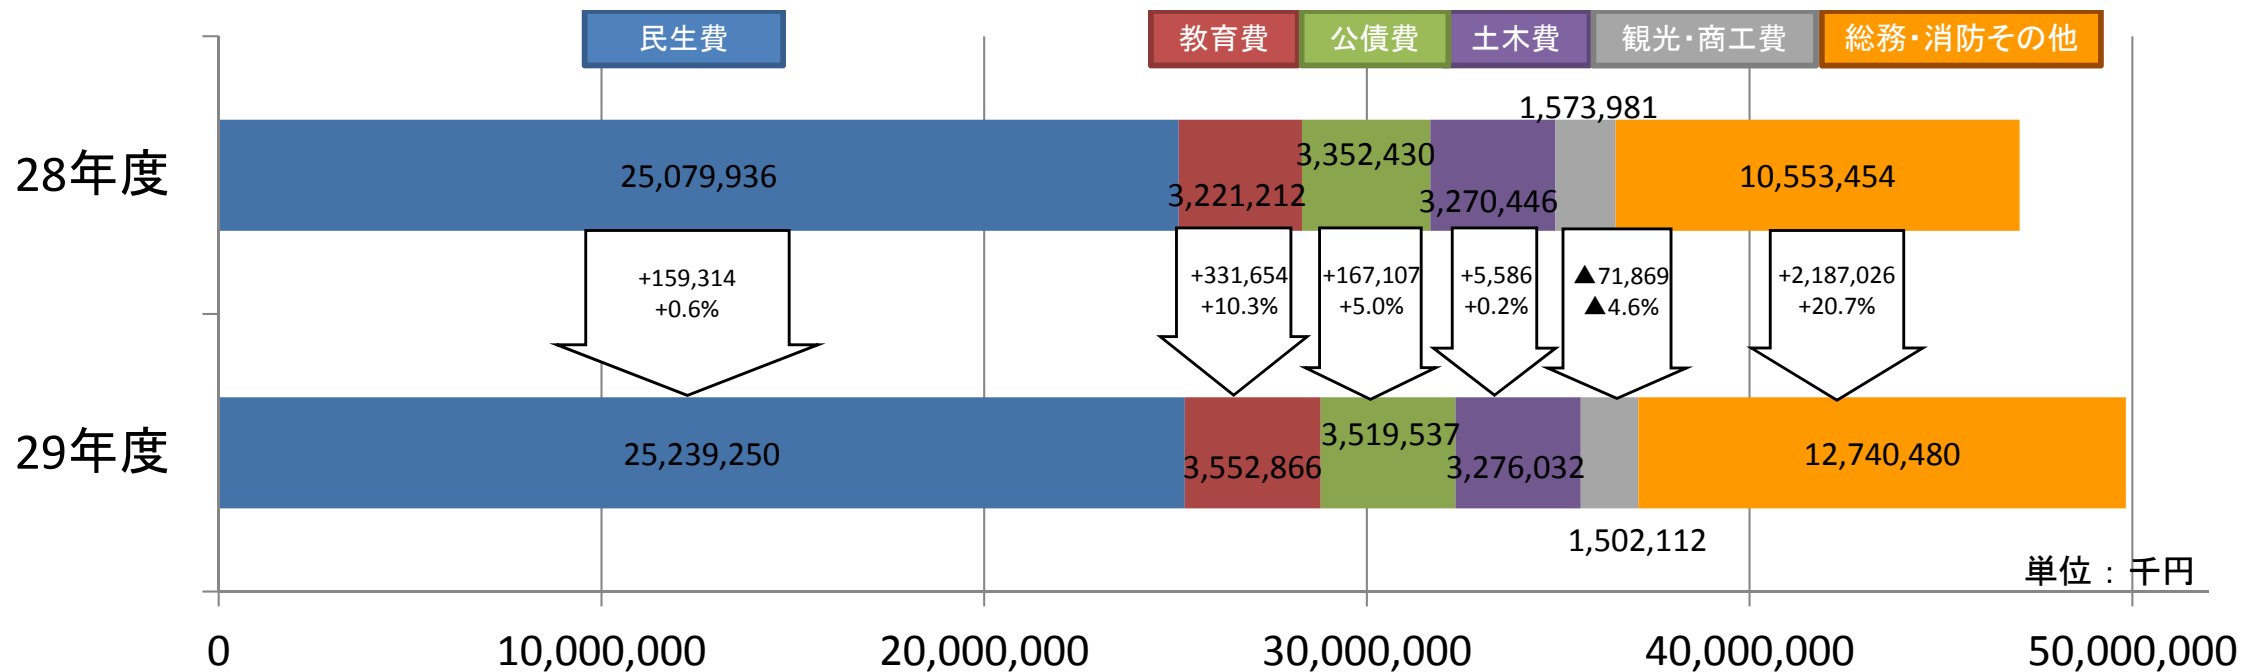 民生費 教育費 公債費 土木費 観光・商工費 総務・消防その他
1,573,981
28年度 25,079,936 3,221,212 3,352,430 3,270,446 10,553,454
+159,314 +331,654 +167,107 +5,586 ▲71,869 +2,187,026
+0.6% +10.3% +5.0% +0.2% ▲4.6% +20.7%
29年度 25,239,250 3,552,866 3,519,537 3,276,032 12,740,480
1,502,112
単位：千円
0 10,000,000 20,000,000 30,000,000 40,000,000 50,000,000